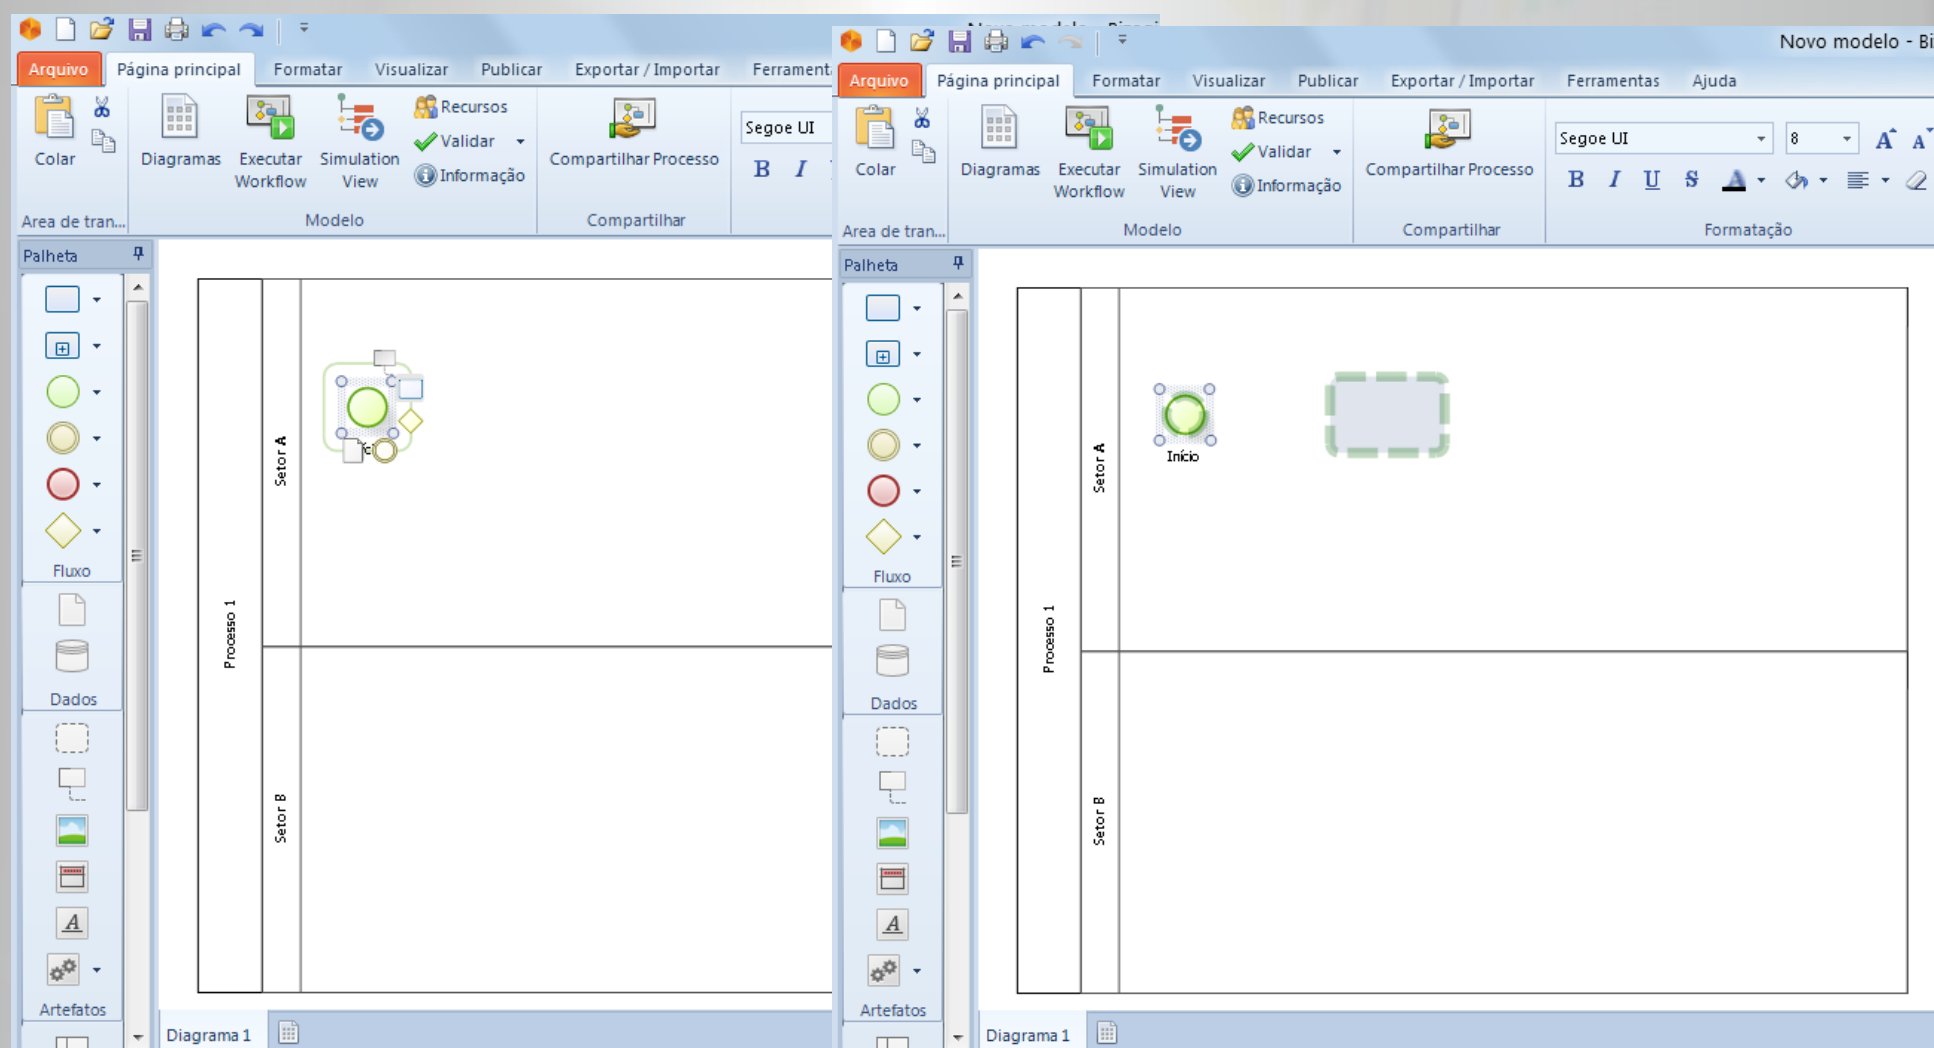 Novo modelo - Bi
Arquivo
Página principal
Formatar
Visualizar
Publicar
Exportar / Importar
Colar
Diagramas
Executar
Workflow
Simulation
View
Recursos
Validar
Informação
Compartilhar Processo
Segoe UI
B I
Area de tran...
Modelo
Compartilhar
Palheta
Fluxo
Dados
Artefatos
Processo 1
Setor A
Setor B
Diagrama 1
Arquivo
Página principal
Formatar
Visualizar
Publicar
Exportar / Importar
Ferramentas
Ajuda
Colar
Diagramas
Executar
Workflow
Simulation
View
Recursos
Validar
Informação
Compartilhar Processo
Segoe UI
8
A A
B I U S A
Area de tran...
Modelo
Compartilhar
Formatação
Palheta
Fluxo
Dados
Artefatos
Processo 1
Setor A
Início
Setor B
Diagrama 1